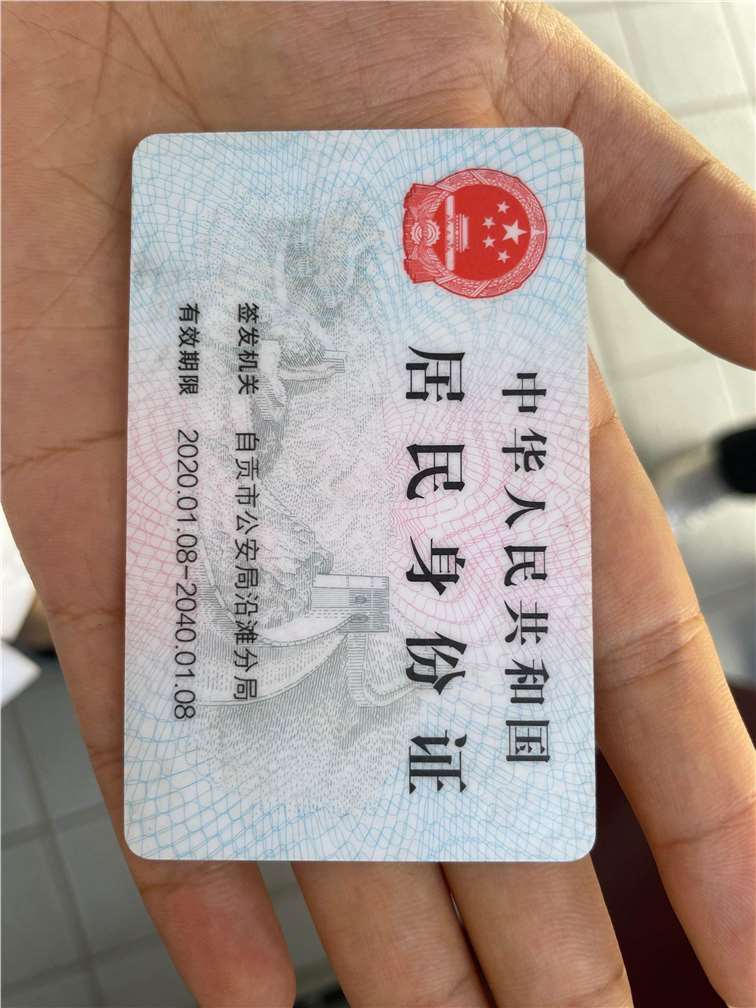 中华人民共和国
居民身份证
签发机关 自贡市公安局沿滩分局
有效期限 2020.01.08-2040.01.08